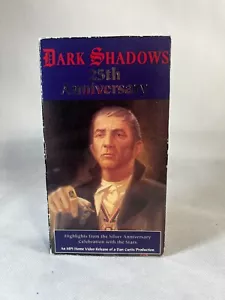 DARK SHADOWS
25th
Anniversary
Highlights from the Silver Anniversary
Celebration with the Stars
An MPI Home Video Release of a Dan Curtis Production.